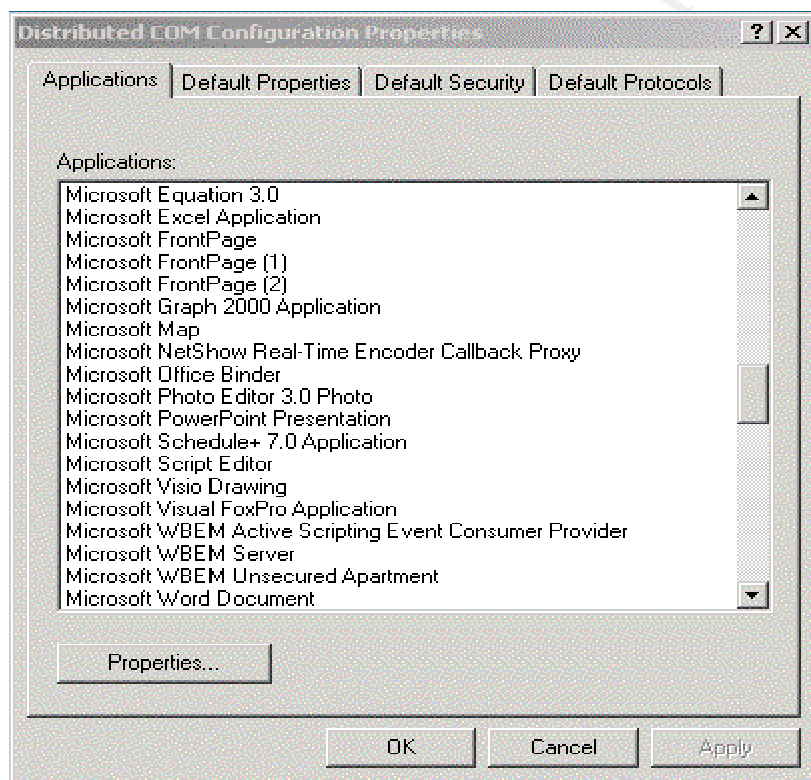 Distributed COM Configuration Properties
Applications
Default Properties
Default Security
Default Protocols
Applications:
Microsoft Equation 3.0
Microsoft Excel Application
Microsoft FrontPage
Microsoft FrontPage (1)
Microsoft FrontPage (2)
Microsoft Graph 2000 Application
Microsoft Map
Microsoft NetShow Real-Time Encoder Callback Proxy
Microsoft Office Binder
Microsoft Photo Editor 3.0 Photo
Microsoft PowerPoint Presentation
Microsoft Schedule+ 7.0 Application
Microsoft Script Editor
Microsoft Visio Drawing
Microsoft Visual FoxPro Application
Microsoft WBEM Active Scripting Event Consumer Provider
Microsoft WBEM Server
Microsoft WBEM Unsecured Apartment
Microsoft Word Document
Properties...
OK
Cancel
Apply